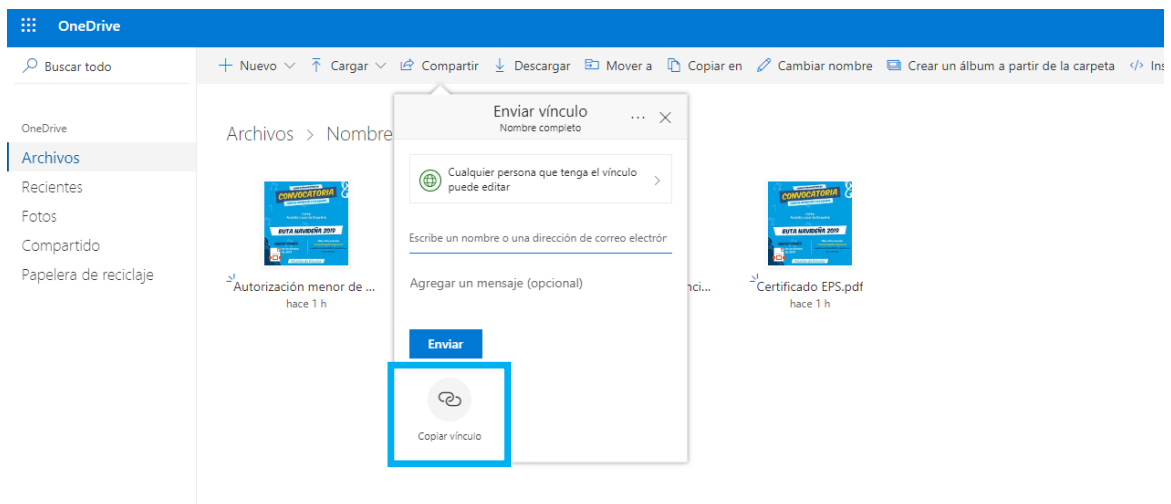 OneDrive
Buscar todo
Nuevo
Cargar
Compartir
Descargar
Mover a
Copiar en
Cambiar nombre
Crear un álbum a partir de la carpeta
OneDrive
Archivos
Recientes
Fotos
Compartido
Papelera de reciclaje
Archivos > Nombre
Enviar vínculo
Nombre completo
Cualquier persona que tenga el vínculo
puede editar
Escribe un nombre o una dirección de correo electrór
Agregar un mensaje (opcional)
Enviar
Copiar vínculo
CONVOCATORIA
RUTA NAVIDEÑA 2019
Autorización menor de ...
hace 1 h
CONVOCATORIA
RUTA NAVIDEÑA 2019
Certificado EPS.pdf
hace 1 h